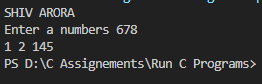 SHIV ARORA
Enter a numbers 678
1 2 145
PS D:\C Assignements\Run C Programs>